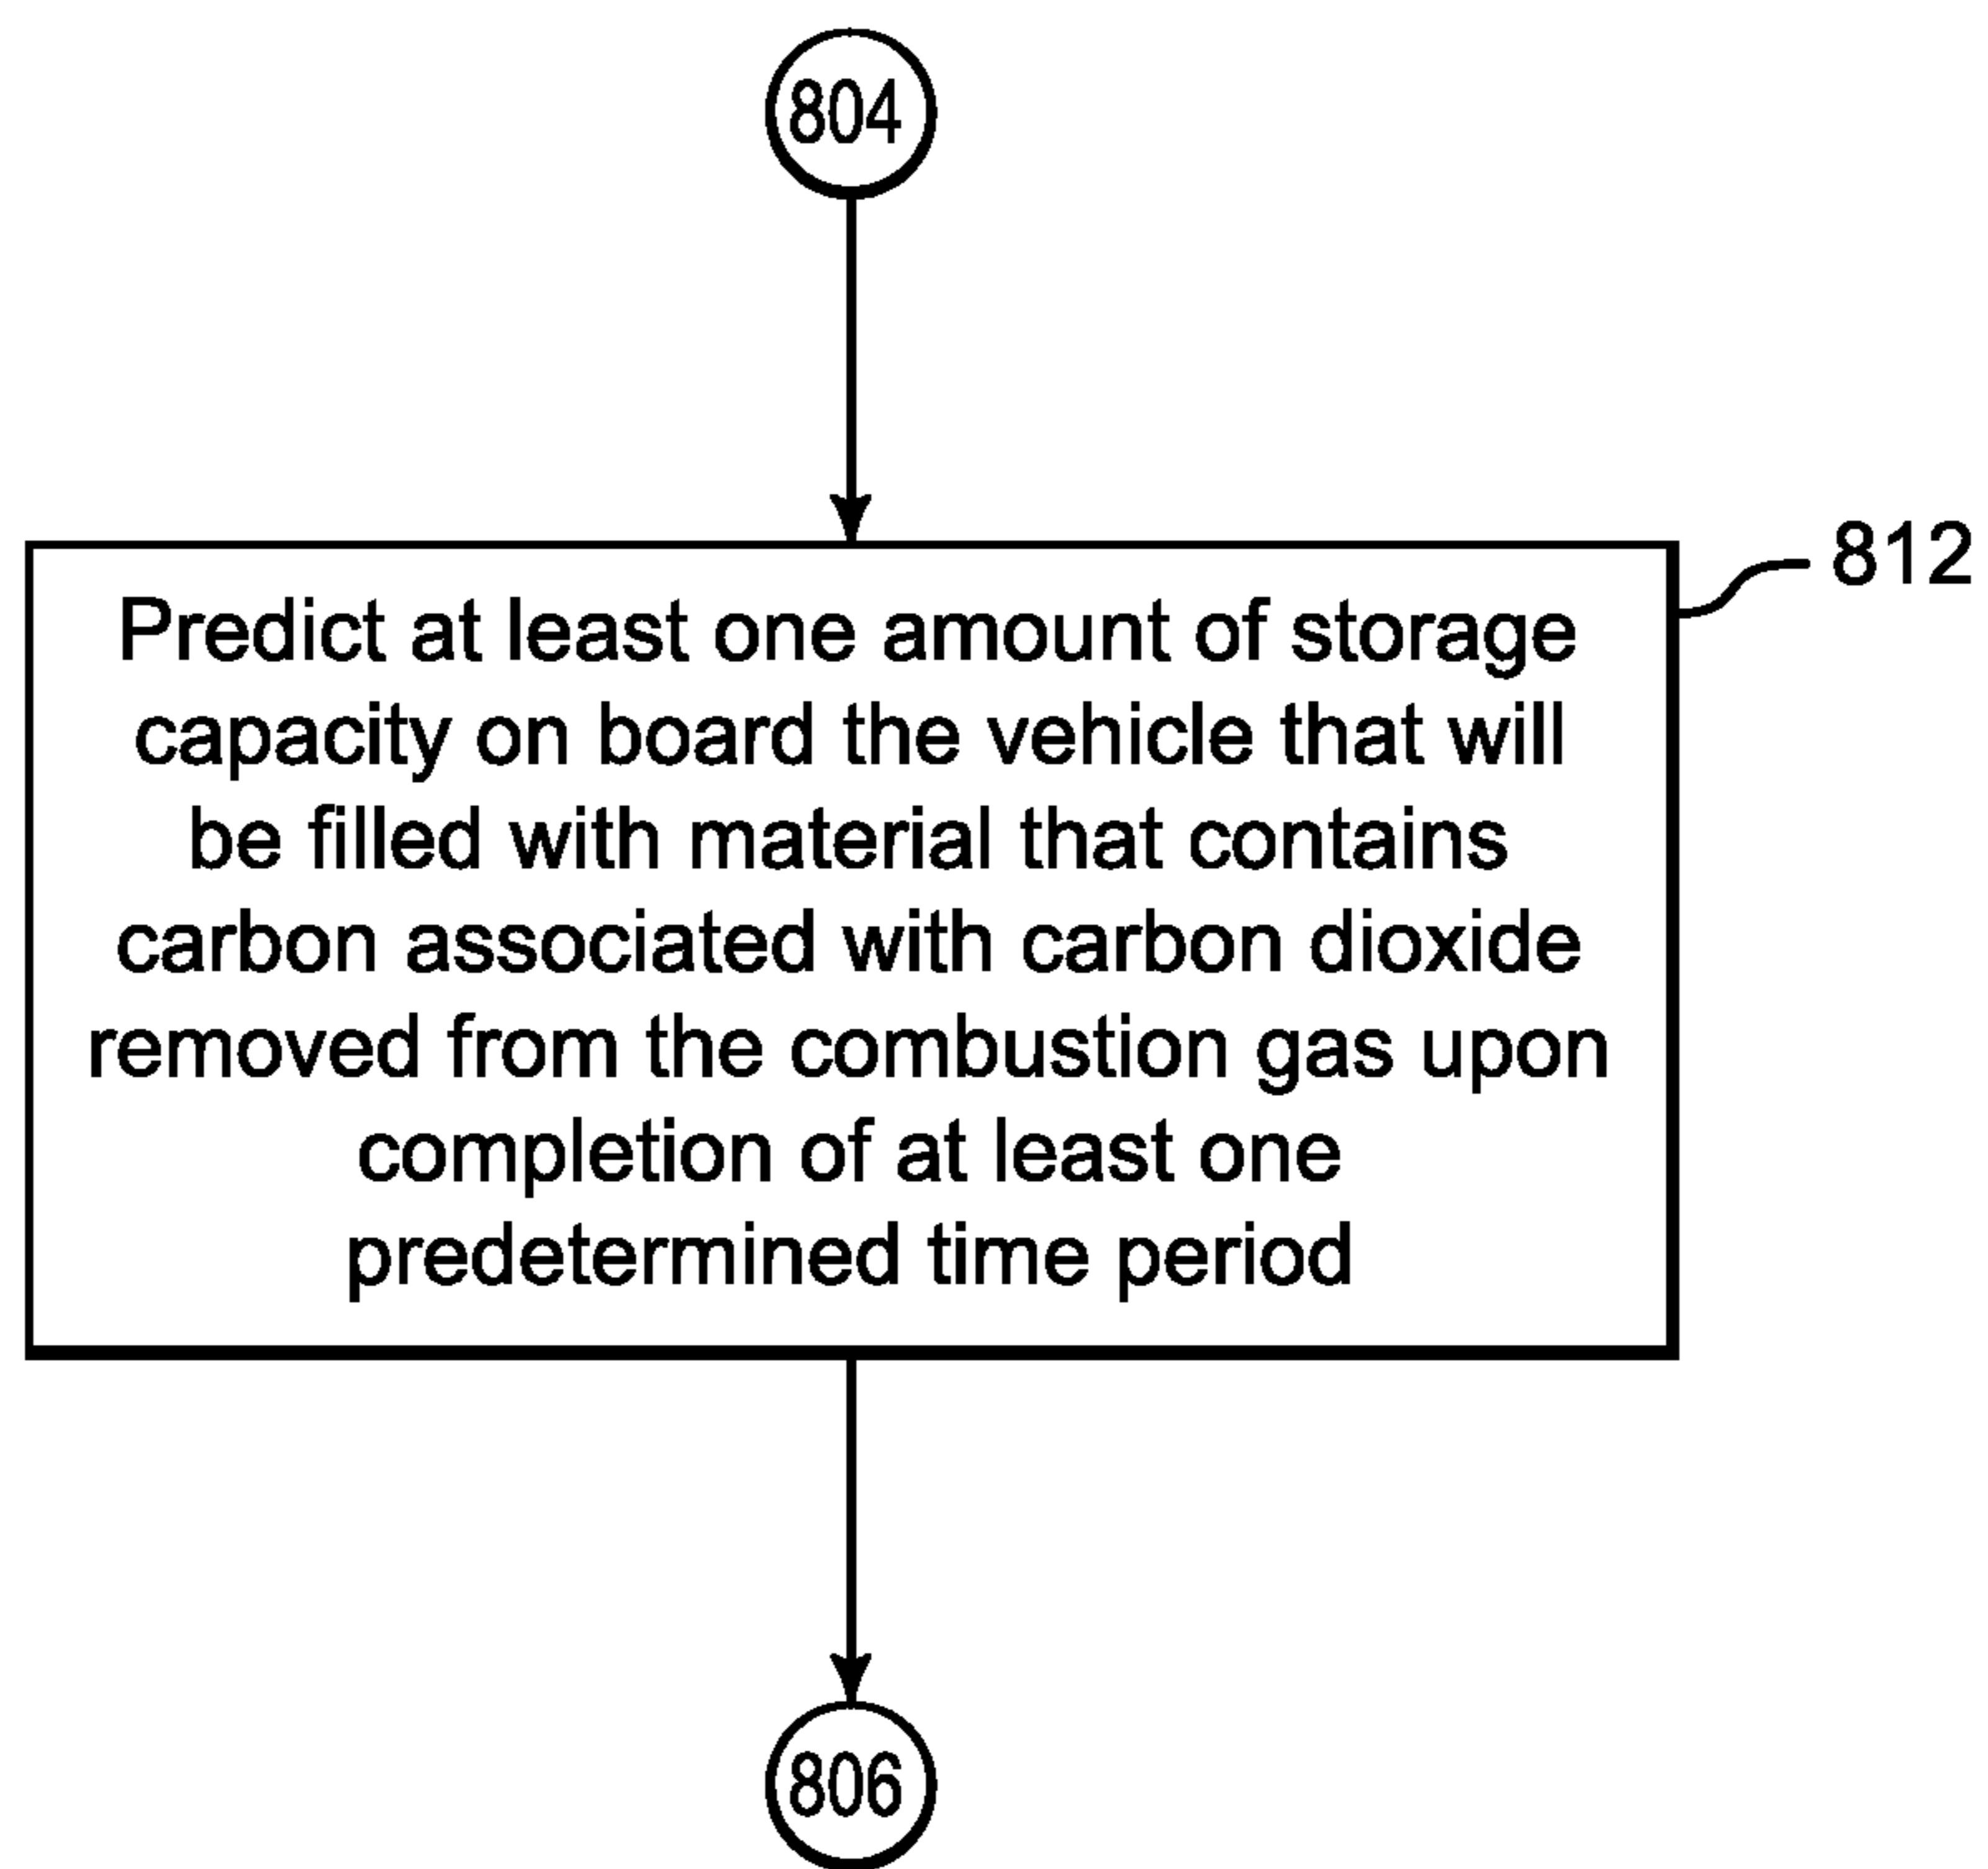 804
812
Predict at least one amount of storage
capacity on board the vehicle that will
be filled with material that contains
carbon associated with carbon dioxide
removed from the combustion gas upon
completion of at least one
predetermined time period
806